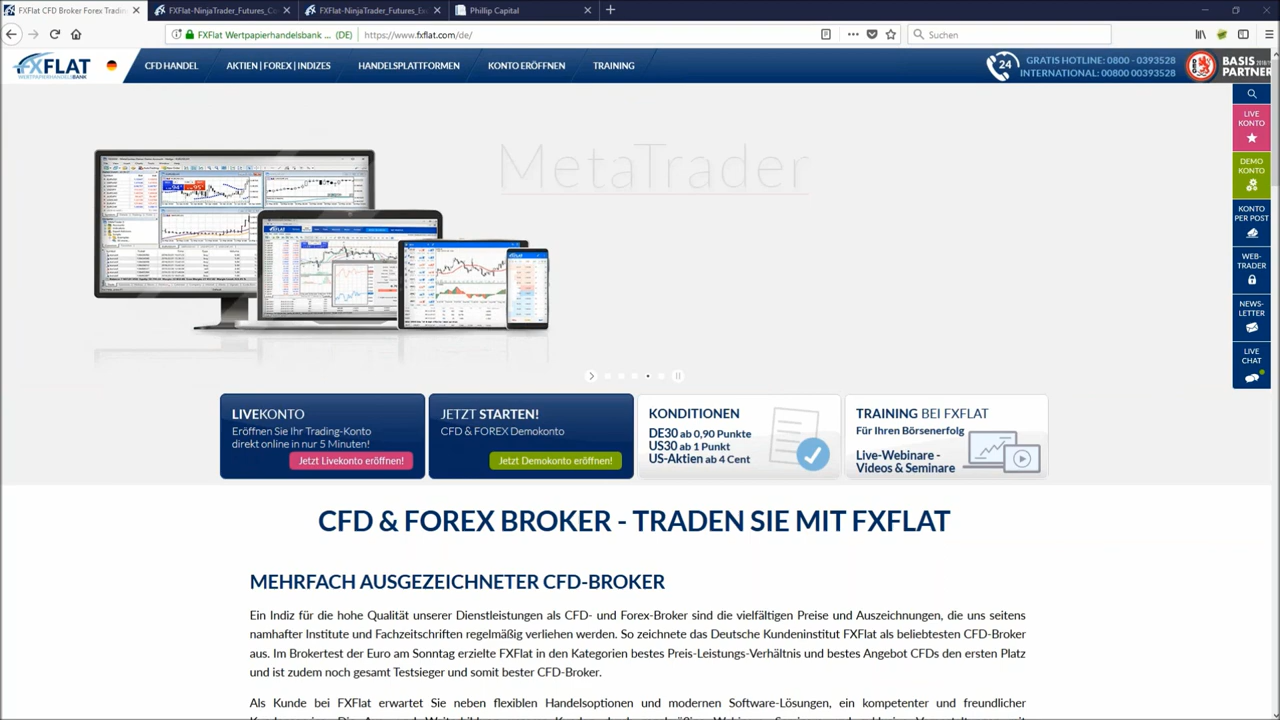 FXFlat CFD Broker Forex Tradin
FXFlat-NinjaTrader_Futures_Co
FXFlat-NinjaTrader_Futures_Exc
Phillip Capital
FXFlat Wertpapierhandelsbank ... (DE)
https://www.fxflat.com/de/
Suchen
FXFLAT
WERTPAPIERHANDELSBANK
CFD HANDEL
AKTIEN | FOREX | INDIZES
HANDELSPLATTFORMEN
KONTO ERÖFFNEN
TRAINING
24
GRATIS HOTLINE: 0800 - 0393528
INTERNATIONAL: 00800 00393528
BASIS
PARTNER
MetaTrader
LIVE
KONTO
DEMO
KONTO
KONTO
PER POST
WEB-
TRADER
NEWS-
LETTER
LIVE
CHAT
LIVEKONTO
Eröffnen Sie Ihr Trading-Konto
direkt online in nur 5 Minuten!
Jetzt Livekonto eröffnen!
JETZT STARTEN!
CFD & FOREX Demokonto
Jetzt Demokonto eröffnen!
KONDITIONEN
DE30 ab 0,90 Punkte
US30 ab 1 Punkt
US-Aktien ab 4 Cent
TRAINING BEI FXFLAT
Für Ihren Börsenerfolg
Live-Webinare -
Videos & Seminare
CFD & FOREX BROKER - TRADEN SIE MIT FXFLAT
MEHRFACH AUSGEZEICHNETER CFD-BROKER
Ein Indiz für die hohe Qualität unserer Dienstleistungen als CFD- und Forex-Broker sind die vielfältigen Preise und Auszeichnungen, die uns seitens
namhafter Institute und Fachzeitschriften regelmäßig verliehen werden. So zeichnete das Deutsche Kundeninstitut FXFlat als beliebtesten CFD-Broker
aus. Im Brokertest der Euro am Sonntag erzielte FXFlat in den Kategorien bestes Preis-Leistungs-Verhältnis und bestes Angebot CFDs den ersten Platz
und ist zudem noch gesamt Testsieger und somit bester CFD-Broker.
Als Kunde bei FXFlat erwartet Sie neben flexiblen Handelsoptionen und modernen Software-Lösungen, ein kompetenter und freundlicher